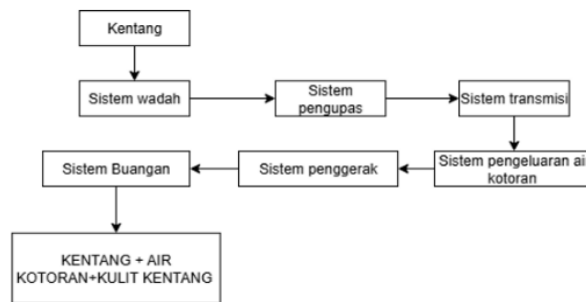 Kentang
Sistem wadah
Sistem
pengupas
Sistem transmisi
Sistem pengeluaran air
kotoran
Sistem penggerak
Sistem Buangan
KENTANG + AIR
KOTORAN+KULIT KENTANG